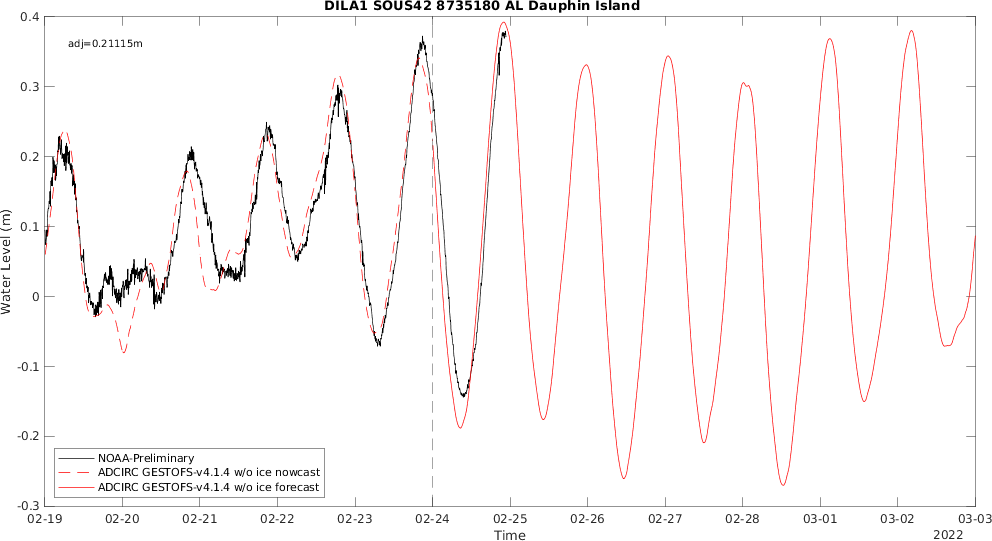 DILA1 SOUS42 8735180 AL Dauphin Island
adj=0.21115m
0.4
0.3
0.2
0.1
0
-0.1
-0.2
-0.3
Water Level (m)
NOAA-Preliminary
ADCIRC GESTOFS-v4.1.4 w/o ice nowcast
ADCIRC GESTOFS-v4.1.4 w/o ice forecast
02-19 02-20 02-21 02-22 02-23 02-24 02-25 02-26 02-27 02-28 03-01 03-02 03-03
Time
2022